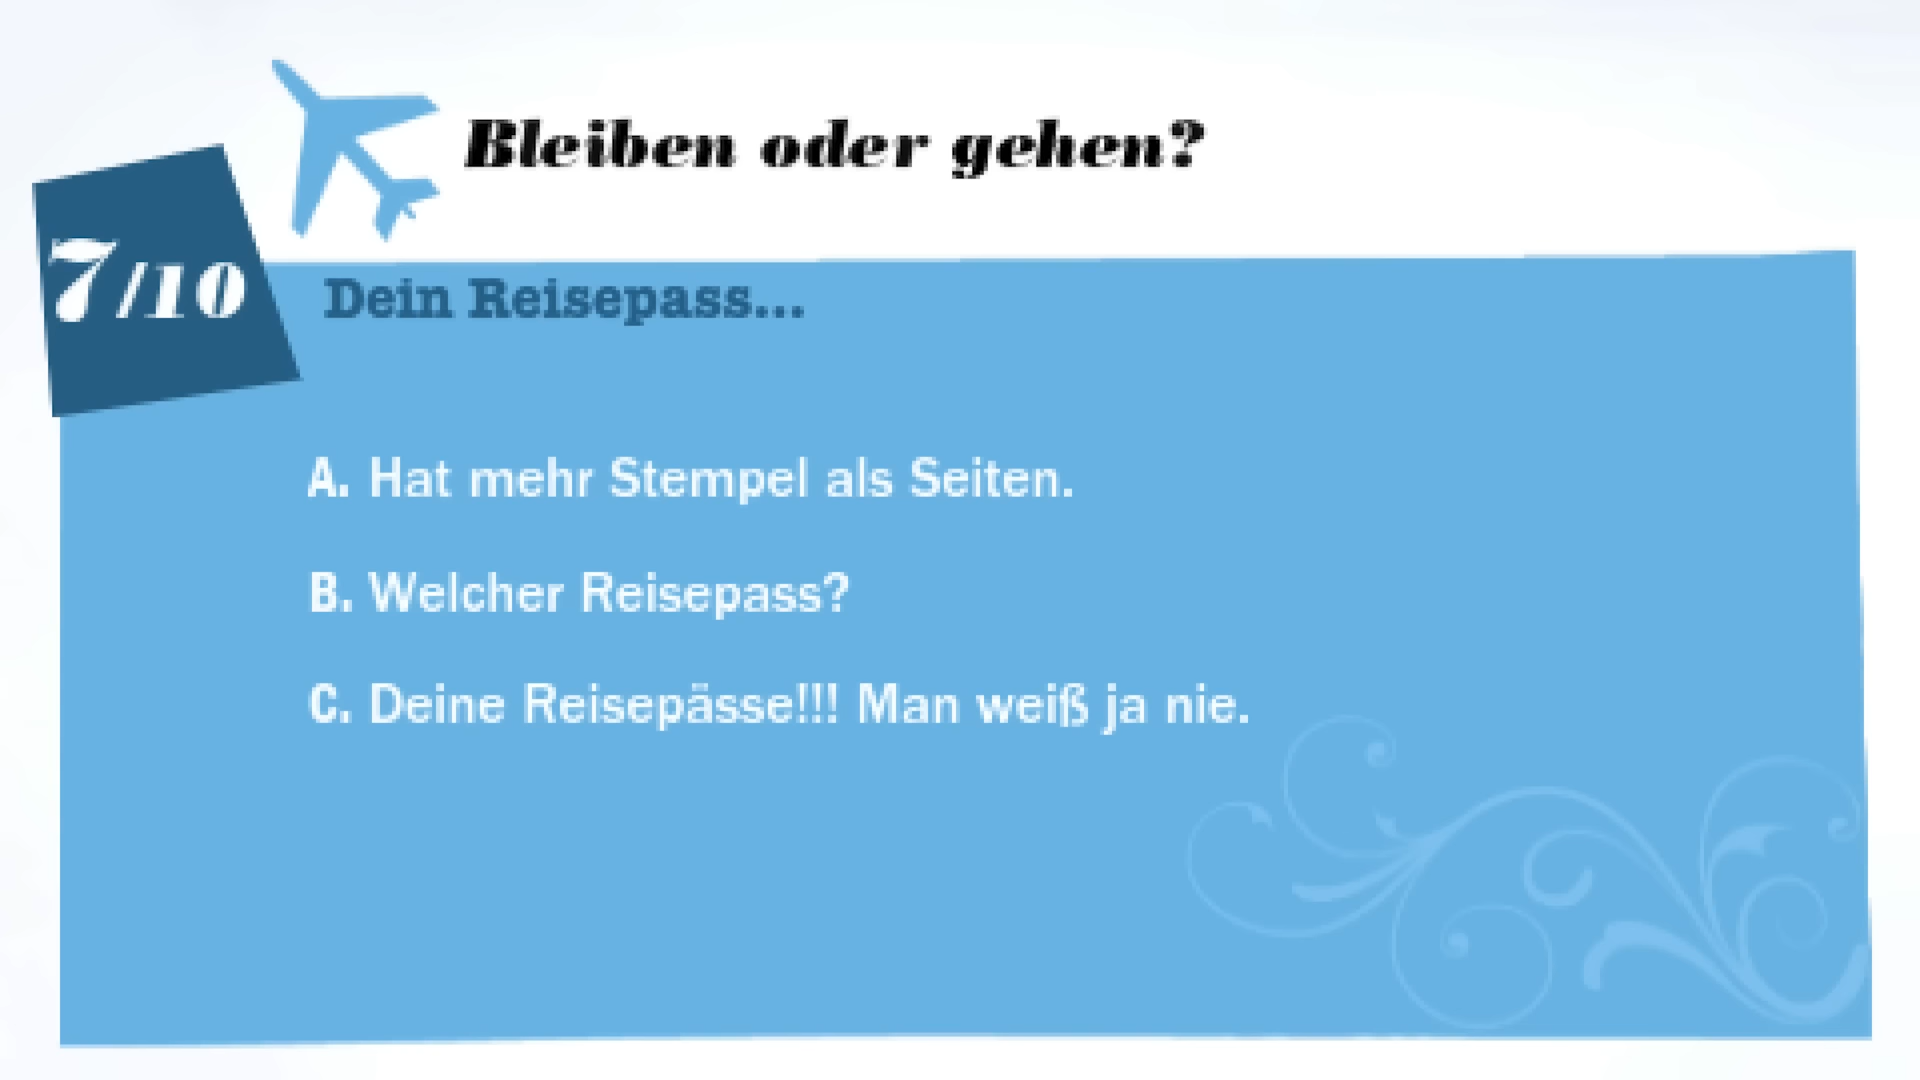 Bleiben oder gehen?
7/10
Dein Reisepass...
A. Hat mehr Stempel als Seiten.
B. Welcher Reisepass?
C. Deine Reisepässe!!! Man weiß ja nie.